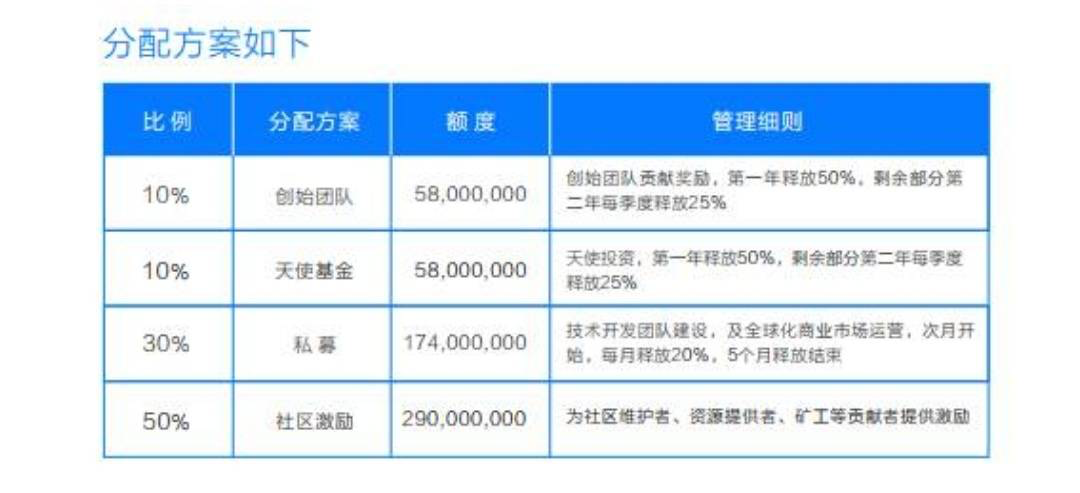 分配方案如下
比例 分配方案 额度 管理细则
10% 创始团队 58,000,000 创始团队贡献奖励，第一年释放50%，剩余部分第
二年每季度释放25%
10% 天使基金 58,000,000 天使投资，第一年释放50%，剩余部分第二年每季度
释放25%
30% 私募 174,000,000 技术开发团队建设，及全球化商业市场运营，次月开
始，每月释放20%，5个月释放结束
50% 社区激励 290,000,000 为社区维护者、资源提供者、矿工等贡献者提供激励